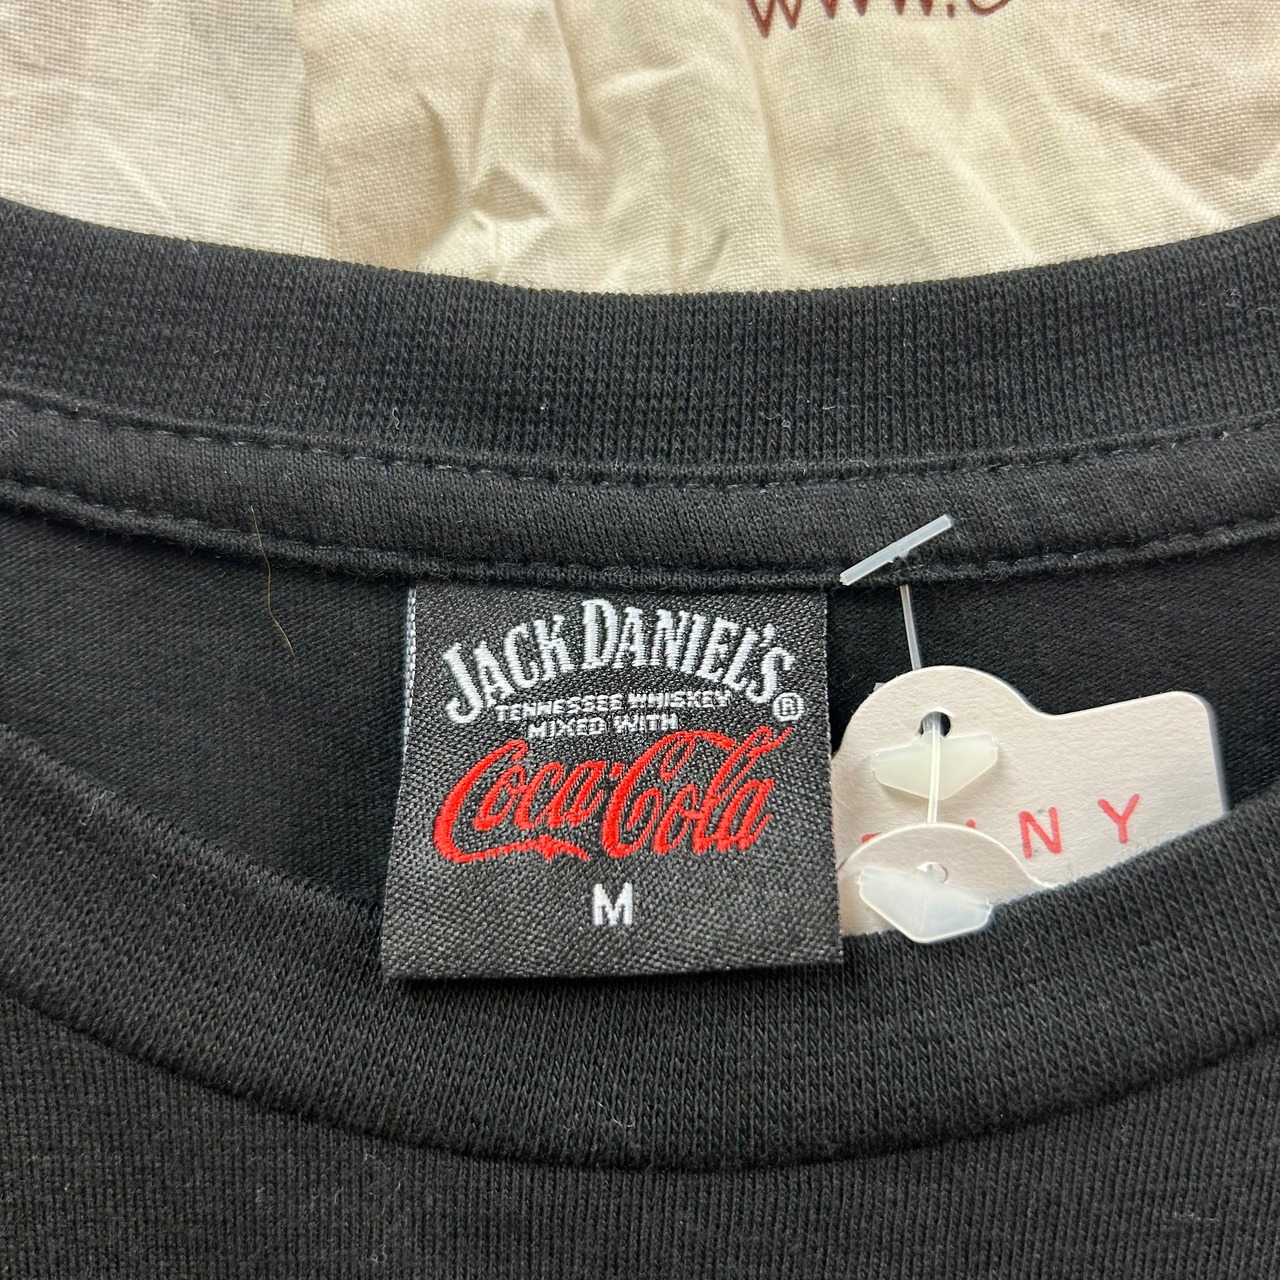 JACK DANIEL'S®
TENNESSEE WHISKEY
MIXED WITH
Coca-Cola
M